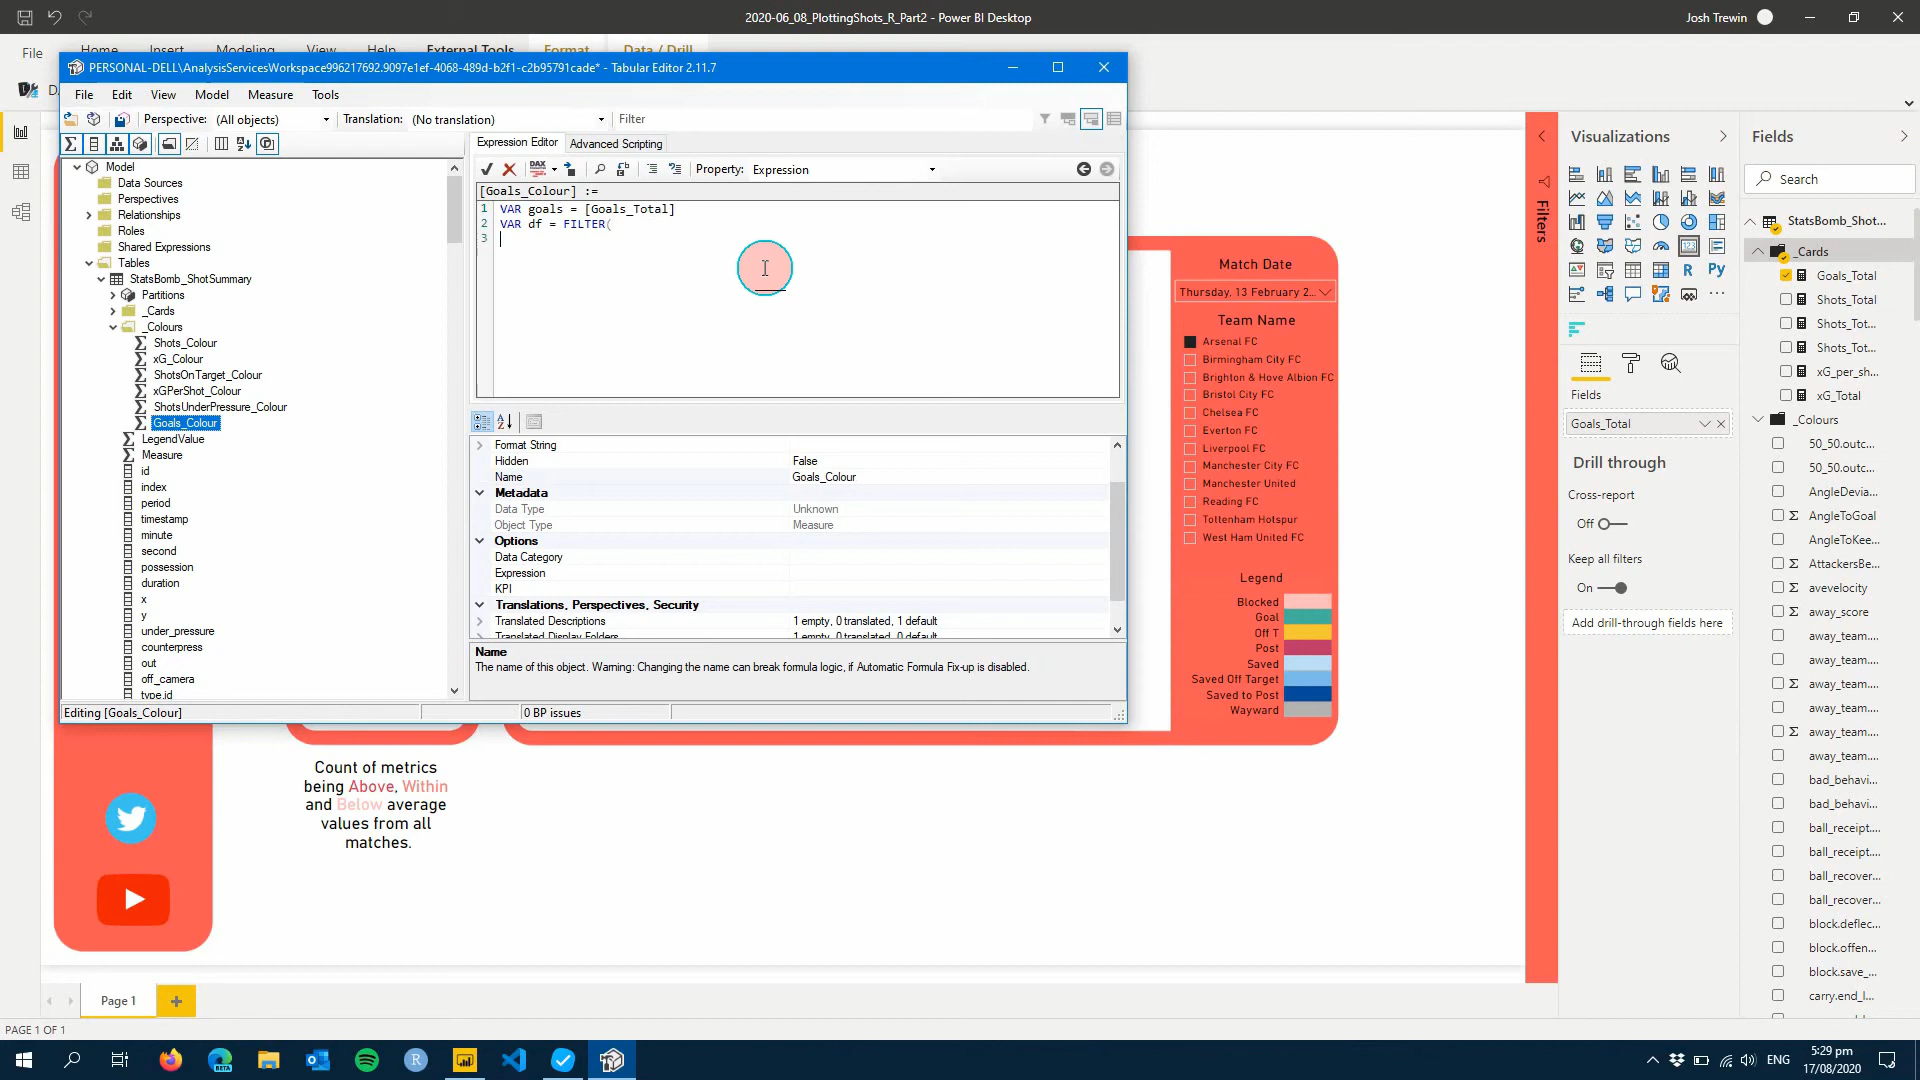 2020-06_08_PlottingShots_R_Part2 - Power BI Desktop
Josh Trewin
File
Home
Insert
Modeling
View
Help
External Tools
Format
Data / Drill
PERSONAL-DELL\AnalysisServicesWorkspace996217692.9097e1ef-4068-489d-b2f1-c2b95791cade* - Tabular Editor 2.11.7
File Edit View Model Measure Tools
Perspective: (All objects) Translation: (No translation) Filter
Expression Editor Advanced Scripting
Property: Expression
[Goals_Colour] :=
1 VAR goals = [Goals_Total]
2 VAR df = FILTER(
3
Model
Data Sources
Perspectives
Relationships
Roles
Shared Expressions
Tables
StatsBomb_ShotSummary
Partitions
_Cards
_Colours
Shots_Colour
xG_Colour
ShotsOnTarget_Colour
xGPerShot_Colour
ShotsUnderPressure_Colour
Goals_Colour
LegendValue
Measure
id
index
period
timestamp
minute
second
possession
duration
x
y
under_pressure
counterpress
out
off_camera
type.id
Format String
Hidden False
Name Goals_Colour
Metadata
Data Type Unknown
Object Type Measure
Options
Data Category
Expression
KPI
Translations, Perspectives, Security
Translated Descriptions 1 empty, 0 translated, 1 default
Translated Display Folders 1 empty, 0 translated, 1 default
Name
The name of this object. Warning: Changing the name can break formula logic, if Automatic Formula Fix-up is disabled.
Editing [Goals_Colour]
0 BP issues
Count of metrics
being Above, Within
and Below average
values from all
matches.
Match Date
Thursday, 13 February 2...
Team Name
Arsenal FC
Birmingham City FC
Brighton & Hove Albion FC
Bristol City FC
Chelsea FC
Everton FC
Liverpool FC
Manchester City FC
Manchester United
Reading FC
Tottenham Hotspur
West Ham United FC
Legend
Blocked
Goal
Off T
Post
Saved
Saved Off Target
Saved to Post
Wayward
Filters
Visualizations
R Py
123
Fields
Goals_Total
Drill through
Cross-report
Off
Keep all filters
On
Add drill-through fields here
Fields
Search
StatsBomb_Shot...
_Cards
Goals_Total
Shots_Total
Shots_Tot...
Shots_Tot...
xG_per_sh...
xG_Total
_Colours
50_50.outc...
50_50.outc...
AngleDevia...
AngleToGoal
AngleToKee...
AttackersBe...
avevelocity
away_score
away_team....
away_team....
away_team....
away_team....
away_team....
away_team....
bad_behavi...
bad_behavi...
ball_receipt....
ball_receipt....
ball_recover...
ball_recover...
block.deflec...
block.offen...
block.save_...
carry.end_l...
Page 1
PAGE 1 OF 1
BETA
R
ENG
5:29 pm
17/08/2020